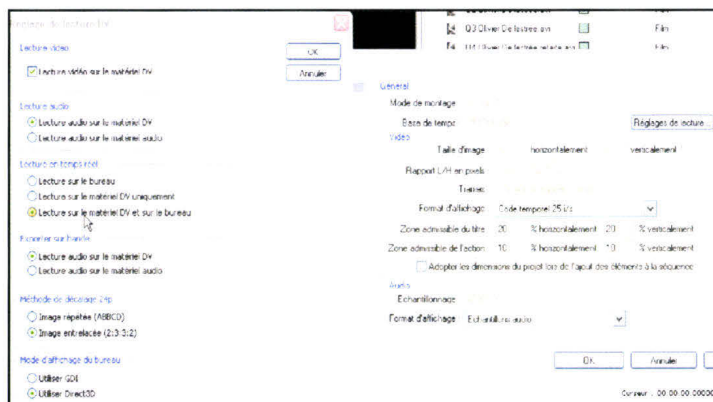 Réglage de lecture DV
Lecture vidéo
OK
Lecture vidéo sur le matériel DV
Annuler
Lecture audio
Lecture audio sur le matériel DV
Lecture audio sur le matériel audio
Lecture en temps réel
Lecture sur le bureau
Lecture sur le matériel DV uniquement
Lecture sur le matériel DV et sur le bureau
Exporter sur bande
Lecture audio sur le matériel DV
Lecture audio sur le matériel audio
Méthode de décalage 24p
Image répétée (ABBCD)
Image entrelacée (2:3:3:2)
Mode d'affichage du bureau
Utiliser GDI
Utiliser Direct3D
Q3 Olivier De lastree.avi
Film
Film
Général
Mode de montage
Base de temps
Réglages de lecture...
Vidéo
Taille d'image horizontalement verticalement
Rapport L/H en pixels
Trames
Format d'affichage Code temporel 25 i/s
Zone admissible du titre 20 % horizontalement 20 % verticalement
Zone admissible de l'action 10 % horizontalement 10 % verticalement
Adopter les dimensions du projet lors de l'ajout des éléments à la séquence
Audio
Echantillonnage
Format d'affichage Echantillons audio
OK Annuler